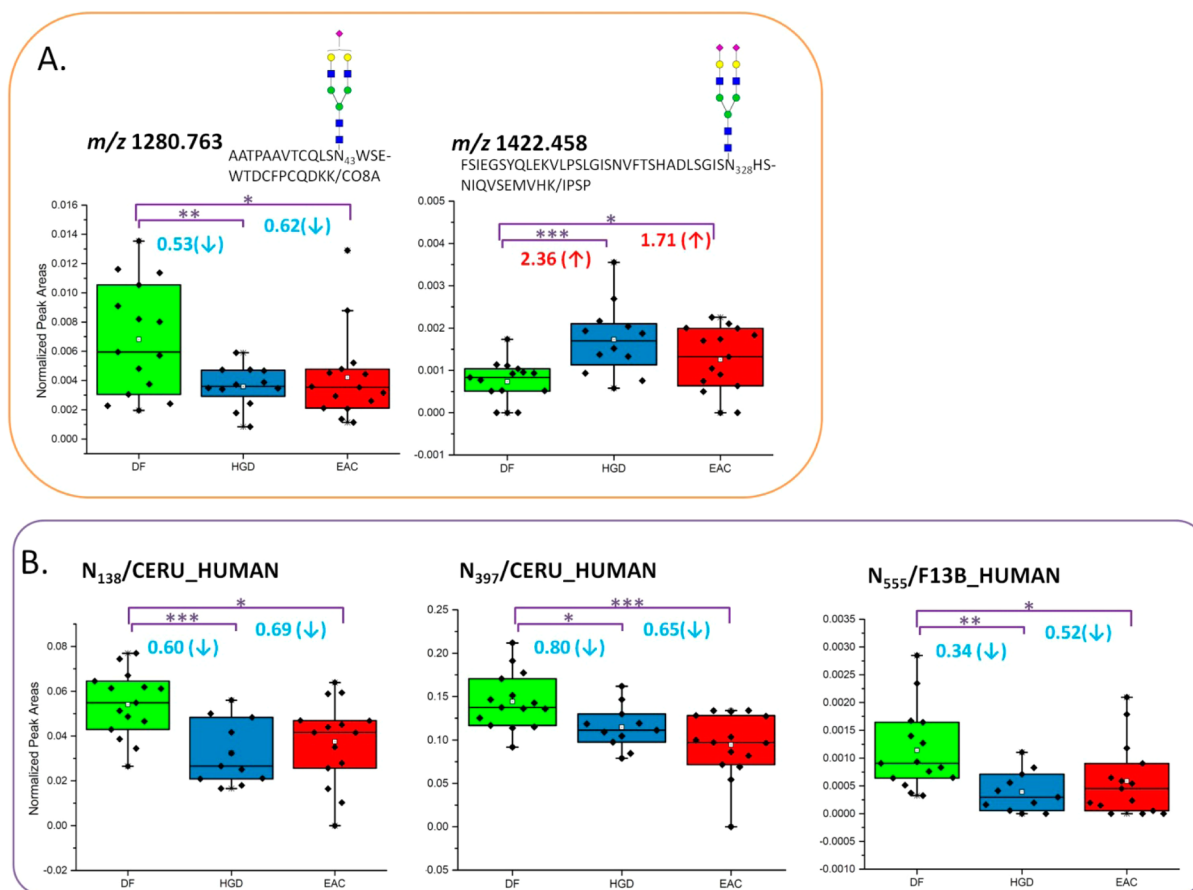 A.
m/z 1280.763
AATPAAVTCQLSN43WSE-
WTDCFPCQDKK/CO8A
m/z 1422.458
FSIEGSYQLEKVLPSLGISNVFTSHADLSGISN328HS-
NIQVSEMVHK/IPSP
Normalized Peak Areas
0.016
0.014
0.012
0.010
0.008
0.006
0.004
0.002
0.000
*
**
0.53(↓)
0.62(↓)
DF
HGD
EAC
0.005
0.004
0.003
0.002
0.001
0.000
-0.001
*
***
2.36 (↑)
1.71 (↑)
DF
HGD
EAC
B.
N138/CERU_HUMAN
N397/CERU_HUMAN
N555/F13B_HUMAN
Normalized Peak Areas
0.08
0.06
0.04
0.02
0.00
-0.02
*
***
0.60 (↓)
0.69 (↓)
DF
HGD
EAC
0.25
0.20
0.15
0.10
0.05
0.00
0.05
***
*
0.80 (↓)
0.65(↓)
DF
HGD
EAC
0.0035
0.0030
0.0025
0.0020
0.0015
0.0010
0.0005
0.0000
-0.0005
-0.0010
*
**
0.34 (↓)
0.52(↓)
DF
HGD
EAC